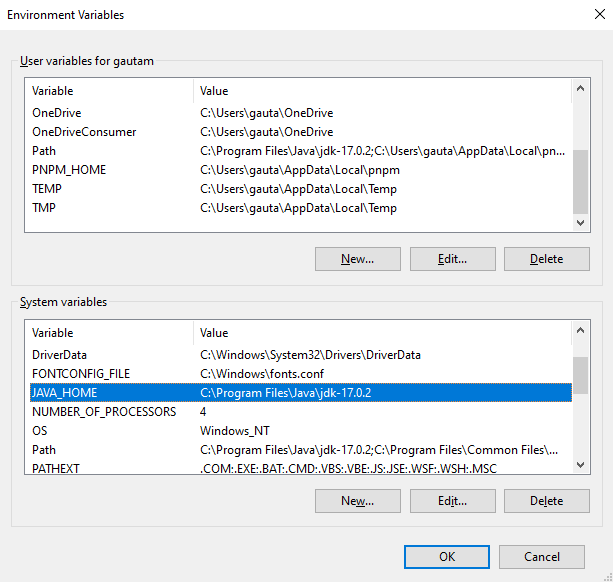 Environment Variables
User variables for gautam
Variable Value
OneDrive C:\Users\gauta\OneDrive
OneDriveConsumer C:\Users\gauta\OneDrive
Path C:\Program Files\Java\jdk-17.0.2;C:\Users\gauta\AppData\Local\pn...
PNPM_HOME C:\Users\gauta\AppData\Local\pnpm
TEMP C:\Users\gauta\AppData\Local\Temp
TMP C:\Users\gauta\AppData\Local\Temp
New... Edit... Delete
System variables
Variable Value
DriverData C:\Windows\System32\Drivers\DriverData
FONTCONFIG_FILE C:\Windows\fonts.conf
JAVA_HOME C:\Program Files\Java\jdk-17.0.2
NUMBER_OF_PROCESSORS 4
OS Windows_NT
Path C:\Program Files\Java\jdk-17.0.2;C:\Program Files\Common Files\...
PATHEXT .COM;.EXE;.BAT;.CMD;.VBS;.VBE;.JS;.JSE;.WSF;.WSH;.MSC
New... Edit... Delete
OK Cancel